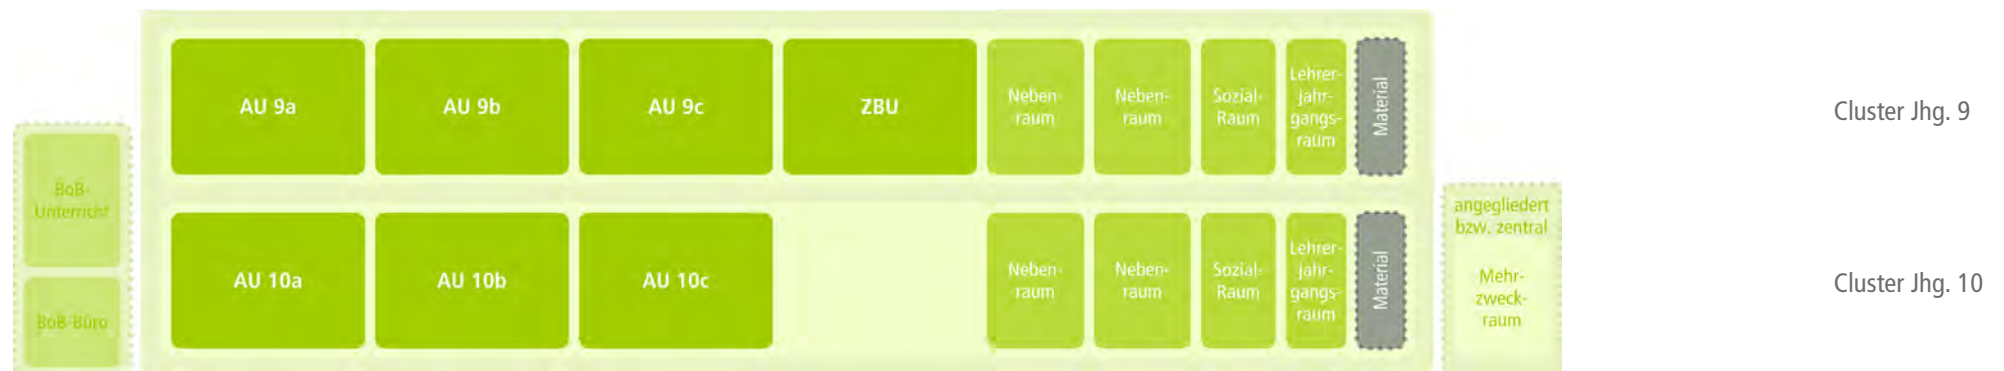 AU 9a
AU 9b
AU 9c
ZBU
Neben-
raum
Neben-
raum
Sozial-
Raum
Lehrer-
jahr-
gangs-
raum
Material
Cluster Jhg. 9
BoB-
Unterricht
BoB-Büro
AU 10a
AU 10b
AU 10c
Neben-
raum
Neben-
raum
Sozial-
Raum
Lehrer-
jahr-
gangs-
raum
Material
angegliedert
bzw. zentral
Mehr-
zweck-
raum
Cluster Jhg. 10